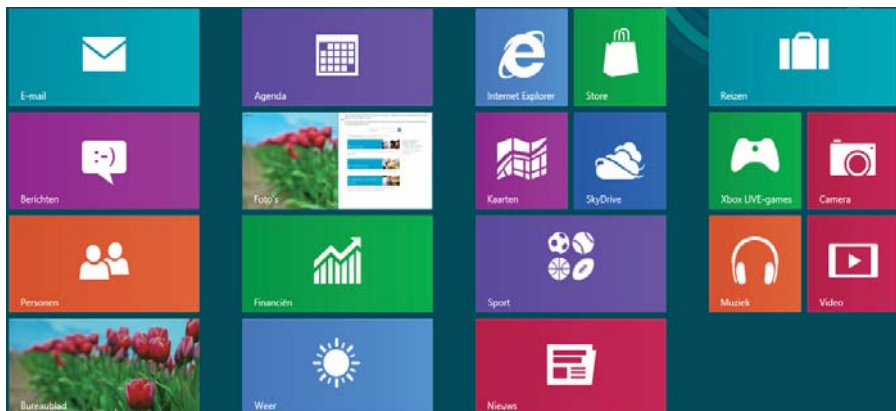 E-mail
Agenda
Internet Explorer
Store
Reizen
Berichten
Foto's
Kaarten
SkyDrive
Xbox LIVE-games
Camera
Personen
Financiën
Sport
Muziek
Video
Bureaublad
Weer
Nieuws